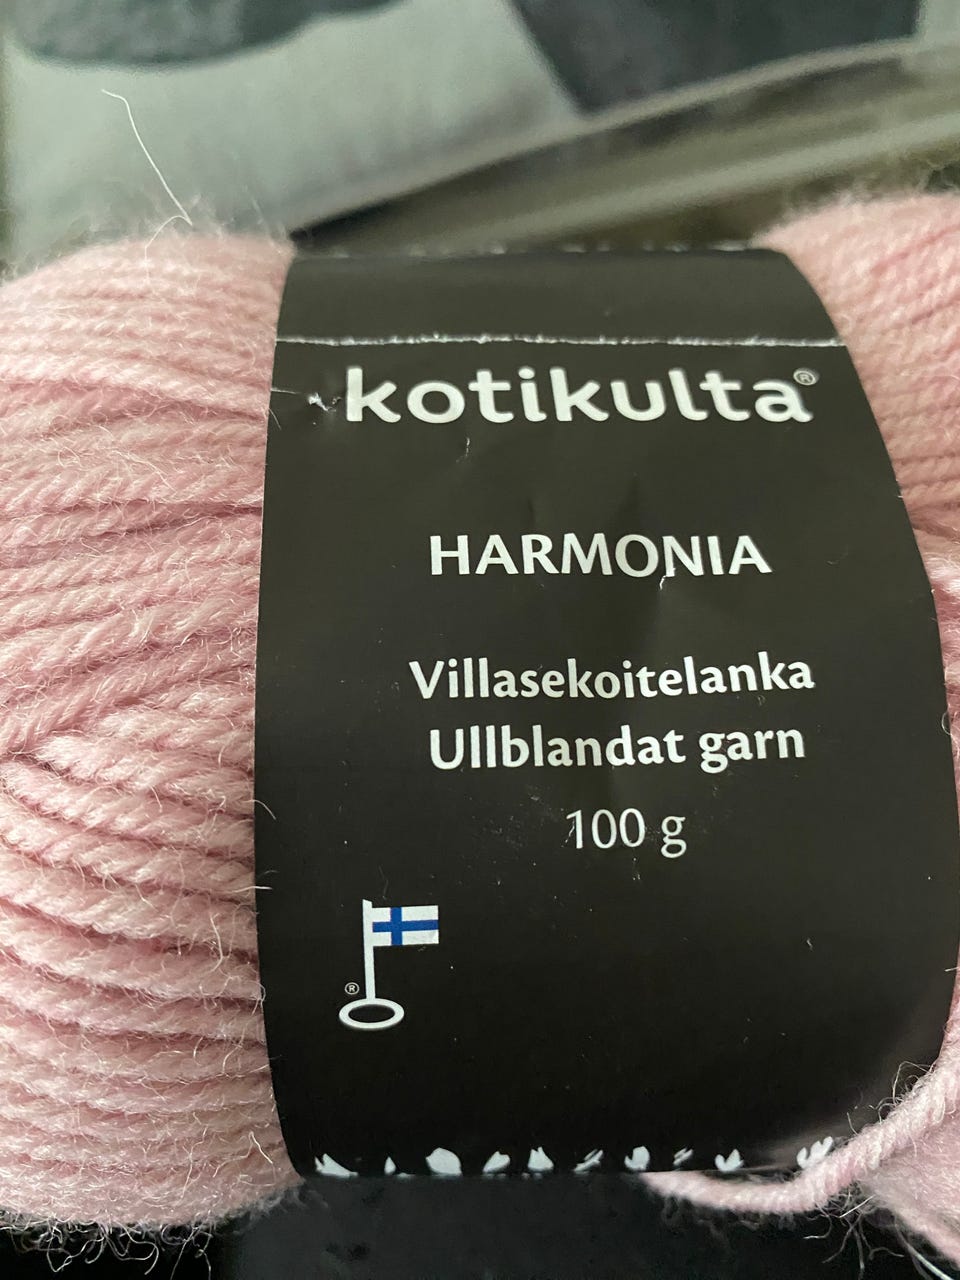 kotikulta®
HARMONIA
Villasekoitelanka
Ullblandat garn
100 g
®